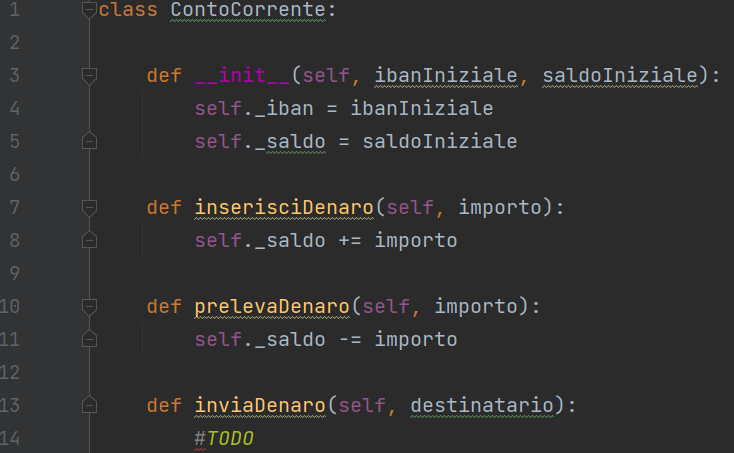 1 class ContoCorrente:
2
3 def __init__(self, ibanIniziale, saldoIniziale):
4 self._iban = ibanIniziale
5 self._saldo = saldoIniziale
6
7 def inserisciDenaro(self, importo):
8 self._saldo += importo
9
10 def prelevaDenaro(self, importo):
11 self._saldo -= importo
12
13 def inviaDenaro(self, destinatario):
14 #TODO